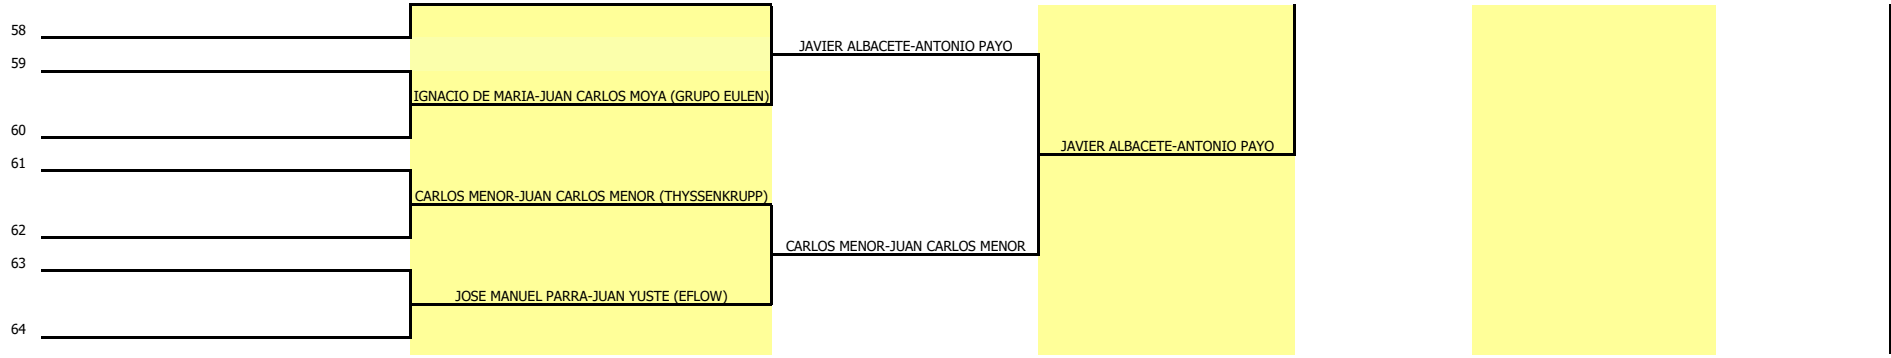 58
JAVIER ALBACETE-ANTONIO PAYO
59
IGNACIO DE MARIA-JUAN CARLOS MOYA (GRUPO EULEN)
60
JAVIER ALBACETE-ANTONIO PAYO
61
CARLOS MENOR-JUAN CARLOS MENOR (THYSSENKRUPP)
62
CARLOS MENOR-JUAN CARLOS MENOR
63
JOSE MANUEL PARRA-JUAN YUSTE (EFLOW)
64